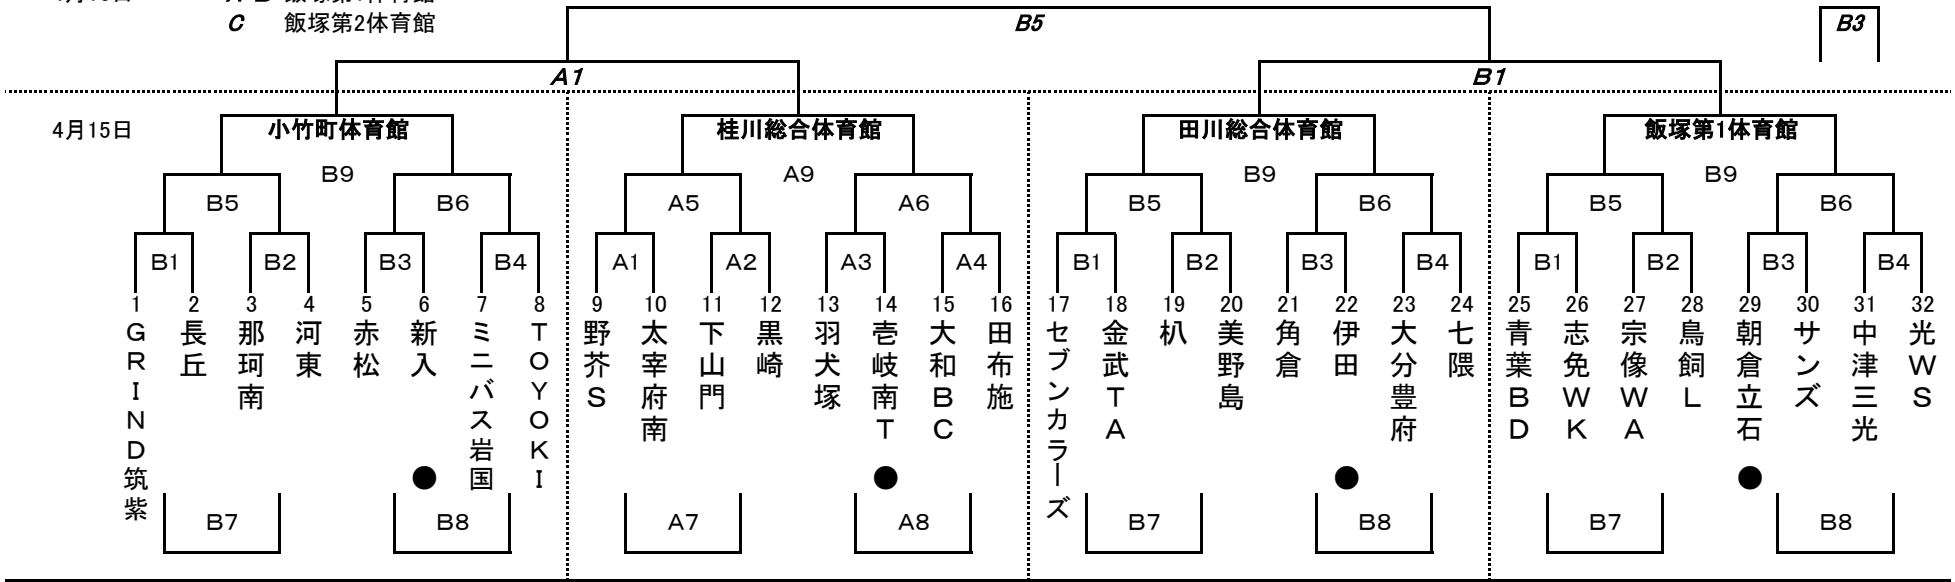 C 飯塚第2体育館
B5
B3
A1
B1
4月15日
小竹町体育館
桂川総合体育館
田川総合体育館
飯塚第1体育館
B9
A9
B9
B9
B5
B6
A5
A6
B5
B6
B5
B6
B1
B2
B3
B4
A1
A2
A3
A4
B1
B2
B3
B4
B1
B2
B3
B4
1
GRIND筑紫
2
長丘
3
那珂南
4
河東
5
赤松
6
新入
7
ミニバス岩国
8
TOYOKI
9
野芥S
10
太宰府南
11
下山門
12
黒崎
13
羽犬塚
14
壱岐南T
15
大和BC
16
田布施
17
セブンカラーズ
18
金武TA
19
朳
20
美野島
21
角倉
22
伊田
23
大分豊府
24
七隈
25
青葉BD
26
志免WK
27
宗像WA
28
鳥飼L
29
朝倉立石
30
サンズ
31
中津三光
32
光WS
● ● ● ●
B7
B8
A7
A8
B7
B8
B7
B8